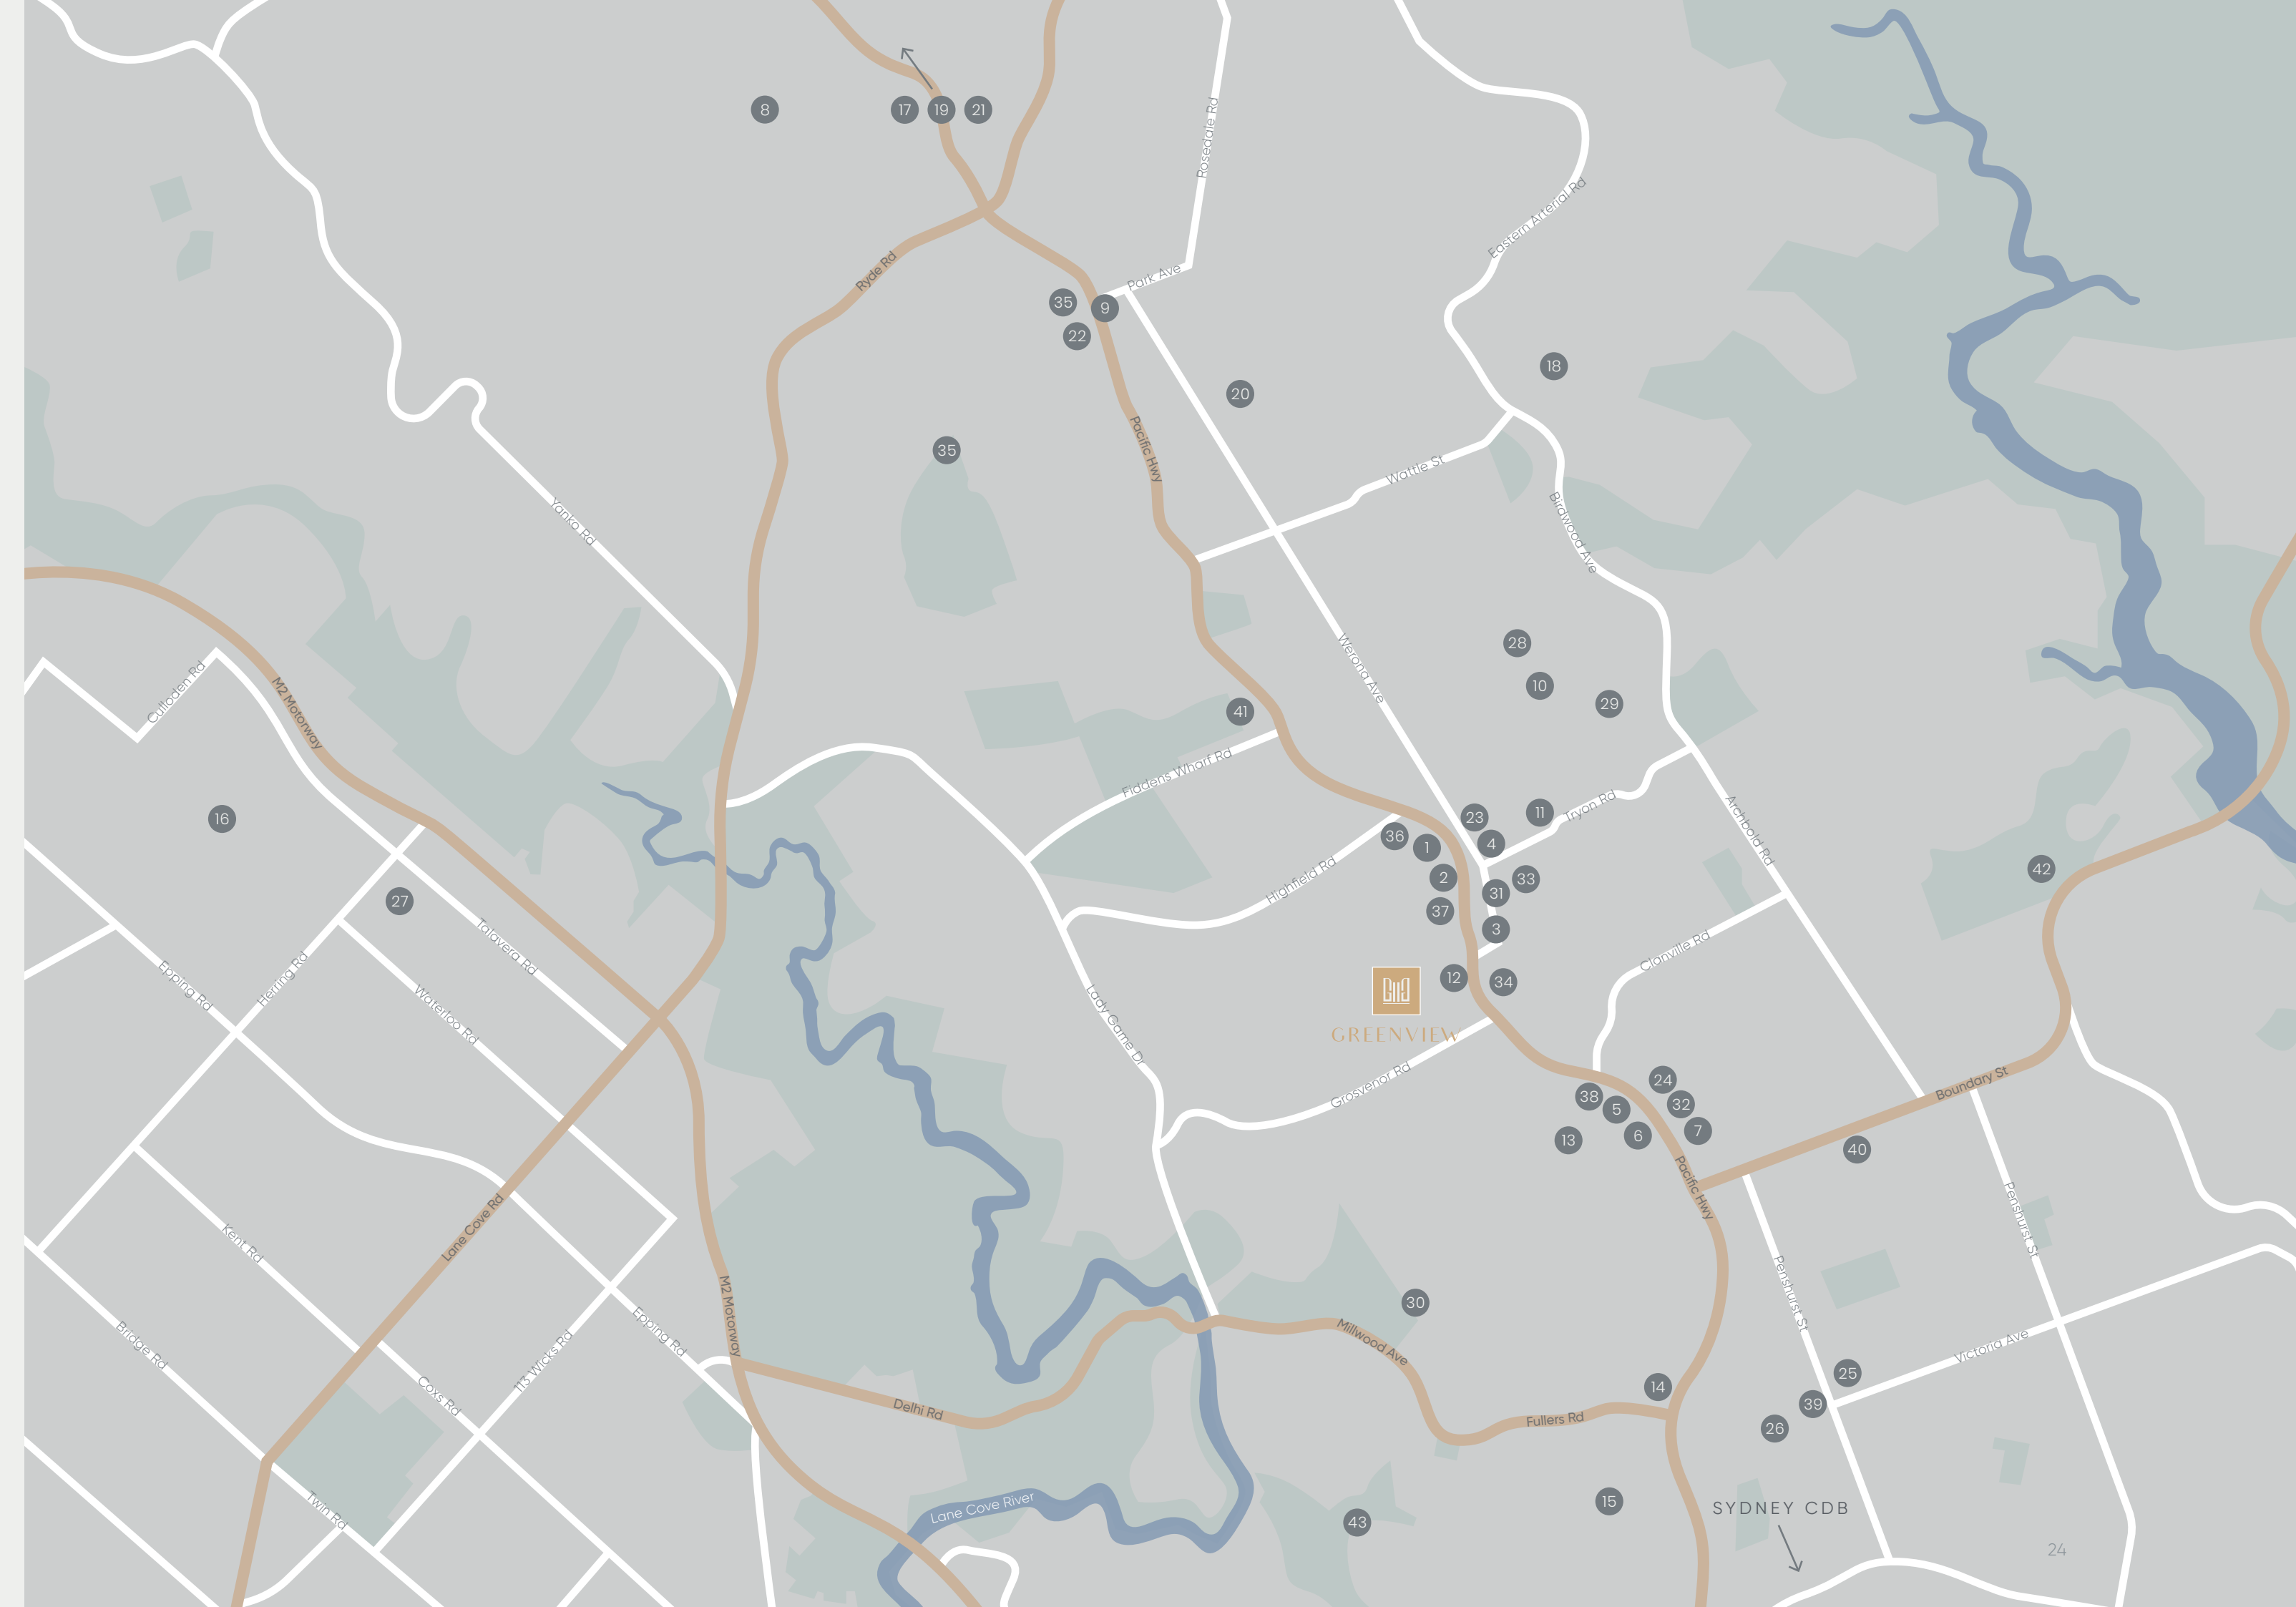 8
17
19
21
Rosedale Rd
Eastern Arterial Rd
Ryde Rd
Park Ave
35
9
22
18
20
Pacific Hwy
35
Wattle St
Yanko Rd
Birdwood Ave
28
Werona Ave
10
29
Culloden Rd
M2 Motorway
41
Fiddens Wharf Rd
16
23
11
Tryon Rd
Archbold Rd
36
1
4
2
33
Highfield Rd
42
27
31
37
3
Talavera Rd
Clanville Rd
Epping Rd
Herring Rd
12
34
Waterloo Rd
Lady Game Dr
GREENVIEW
Grosvenor Rd
24
Boundary St
38
32
5
7
6
13
40
Pacific Hwy
Lane Cove Rd
Kent Rd
Penshurst St
M2 Motorway
30
Penshurst St
Bridge Rd
Epping Rd
113 Wicks Rd
Millwood Ave
Victoria Ave
25
14
Coxs Rd
Delhi Rd
39
Fullers Rd
26
Twin Rd
Lane Cove River
15
SYDNEY CDB
43
24